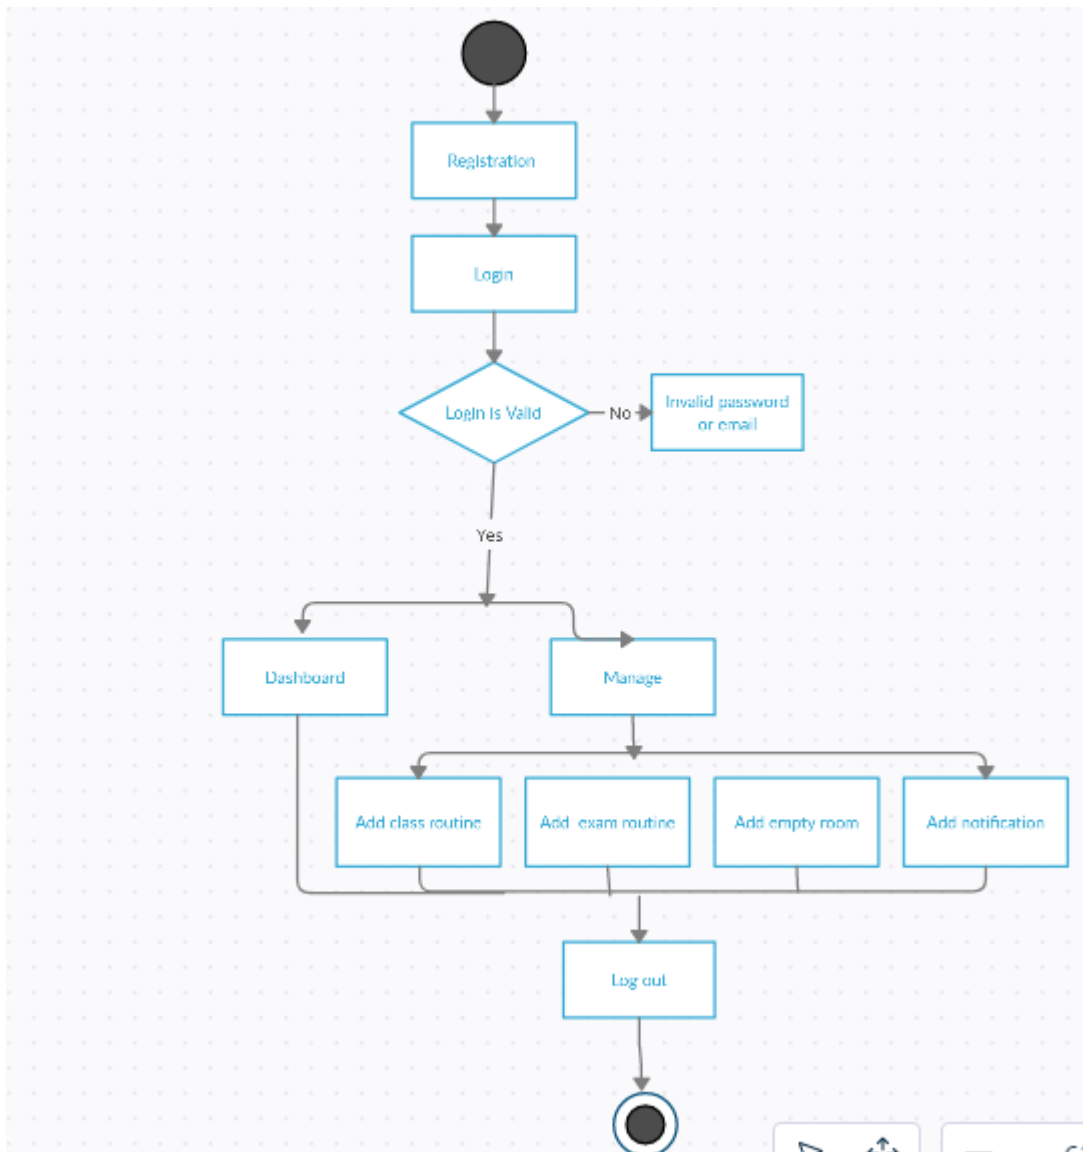 Registration
Login
Login is Valid
No
Invalid password
or email
Yes
Dashboard
Manage
Add class routine
Add exam routine
Add empty room
Add notification
Log out